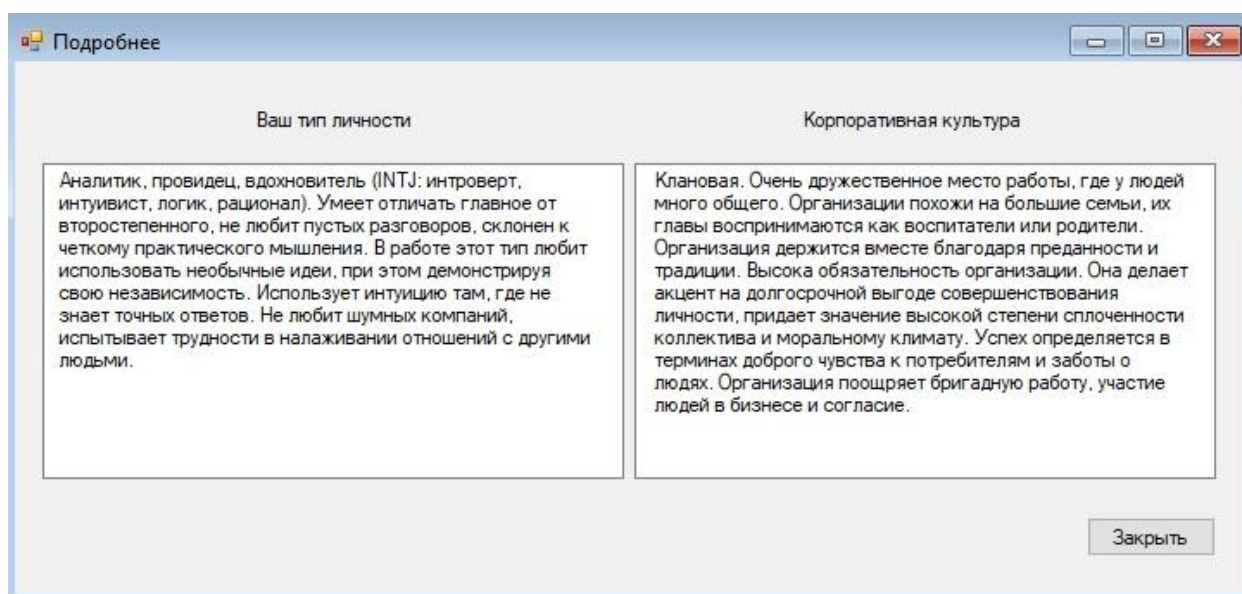 Подробнее
Ваш тип личности
Аналитик, провидец, вдохновитель (INTJ: интроверт,
интуивист, логик, рационал). Умеет отличать главное от
второстепенного, не любит пустых разговоров, склонен к
четкому практического мышления. В работе этот тип любит
использовать необычные идеи, при этом демонстрируя
свою независимость. Использует интуицию там, где не
знает точных ответов. Не любит шумных компаний,
испытывает трудности в налаживании отношений с другими
людьми.
Корпоративная культура
Клановая. Очень дружественное место работы, где у людей
много общего. Организации похожи на большие семьи, их
главы воспринимаются как воспитатели или родители.
Организация держится вместе благодаря преданности и
традиции. Высока обязательность организации. Она делает
акцент на долгосрочной выгоде совершенствования
личности, придает значение высокой степени сплоченности
коллектива и моральному климату. Успех определяется в
терминах доброго чувства к потребителям и заботы о
людях. Организация поощряет бригадную работу, участие
людей в бизнесе и согласие.
Закрыть